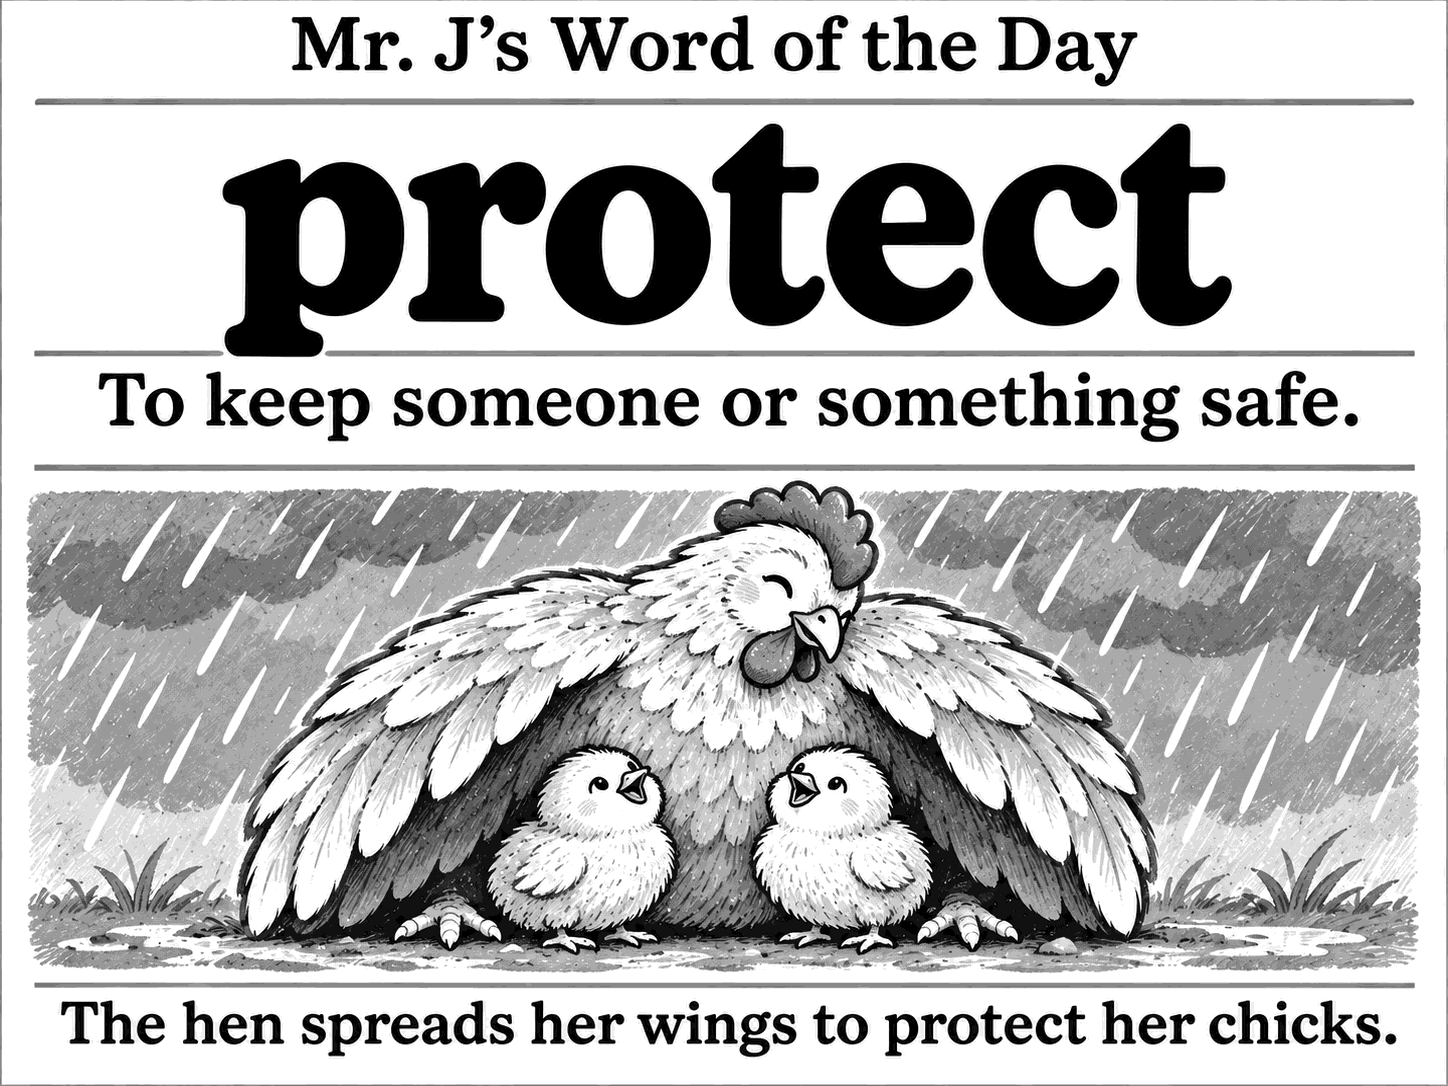 Mr. J’s Word of the Day
protect
To keep someone or something safe.
The hen spreads her wings to protect her chicks.